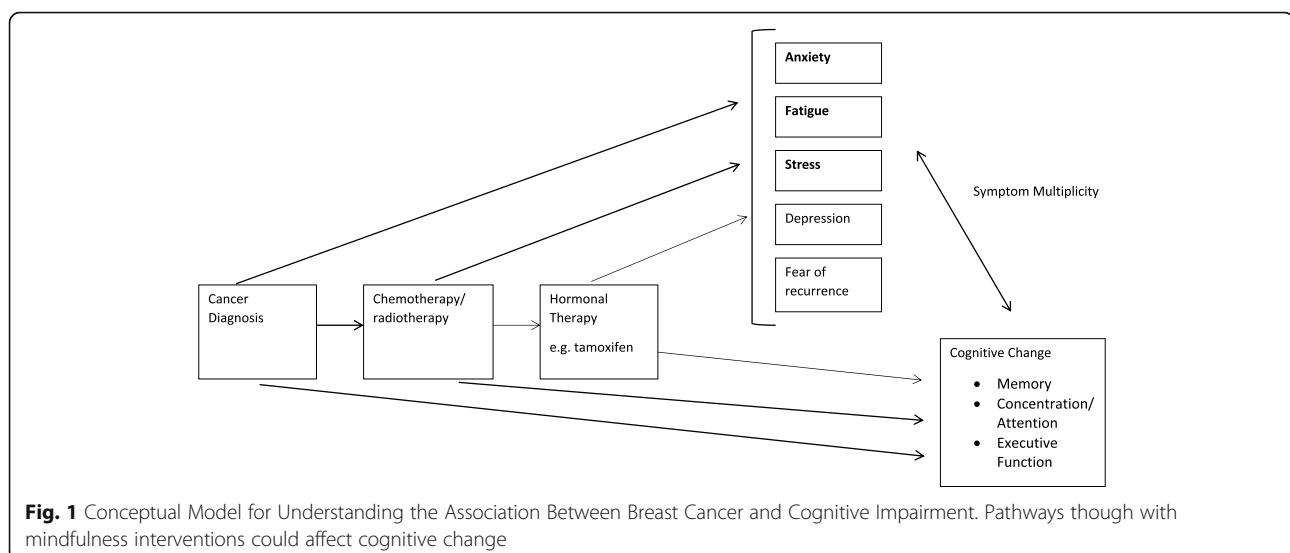 Anxiety
Fatigue
Stress
Depression
Fear of
recurrence
Symptom Multiplicity
Cancer
Diagnosis
Chemotherapy/
radiotherapy
Hormonal
Therapy
e.g. tamoxifen
Cognitive Change
• Memory
• Concentration/
Attention
• Executive
Function
Fig. 1 Conceptual Model for Understanding the Association Between Breast Cancer and Cognitive Impairment. Pathways though with
mindfulness interventions could affect cognitive change